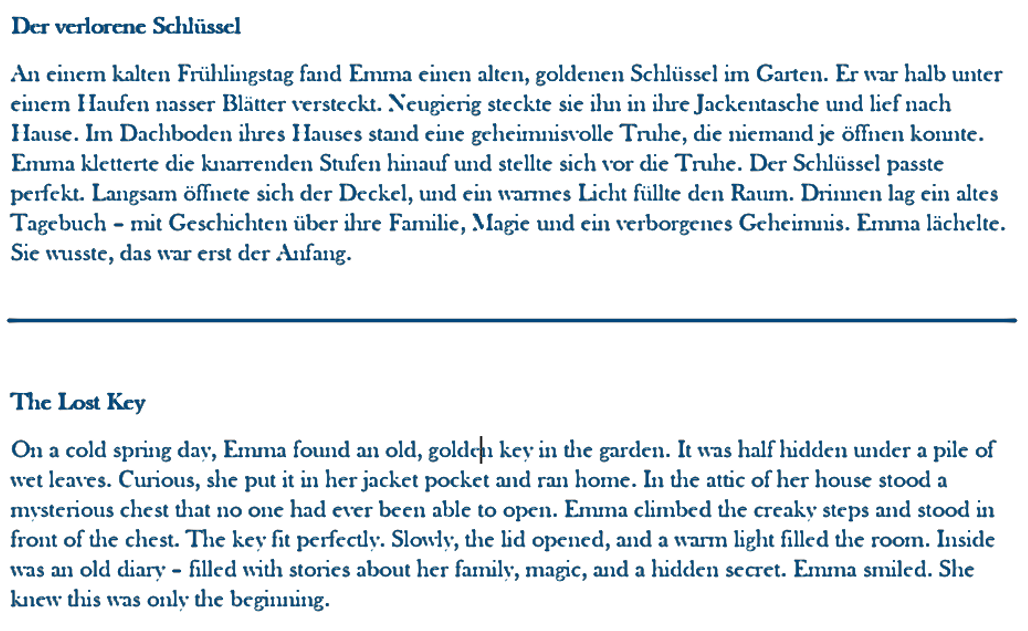 Der verlorene Schlüssel
An einem kalten Frühlingstag fand Emma einen alten, goldenen Schlüssel im Garten. Er war halb unter
einem Haufen nasser Blätter versteckt. Neugierig steckte sie ihn in ihre Jackentasche und lief nach
Hause. Im Dachboden ihres Hauses stand eine geheimnisvolle Truhe, die niemand je öffnen konnte.
Emma kletterte die knarrenden Stufen hinauf und stellte sich vor die Truhe. Der Schlüssel passte
perfekt. Langsam öffnete sich der Deckel, und ein warmes Licht füllte den Raum. Drinnen lag ein altes
Tagebuch – mit Geschichten über ihre Familie, Magie und ein verborgenes Geheimnis. Emma lächelte.
Sie wusste, das war erst der Anfang.
The Lost Key
On a cold spring day, Emma found an old, golden key in the garden. It was half hidden under a pile of
wet leaves. Curious, she put it in her jacket pocket and ran home. In the attic of her house stood a
mysterious chest that no one had ever been able to open. Emma climbed the creaky steps and stood in
front of the chest. The key fit perfectly. Slowly, the lid opened, and a warm light filled the room. Inside
was an old diary – filled with stories about her family, magic, and a hidden secret. Emma smiled. She
knew this was only the beginning.